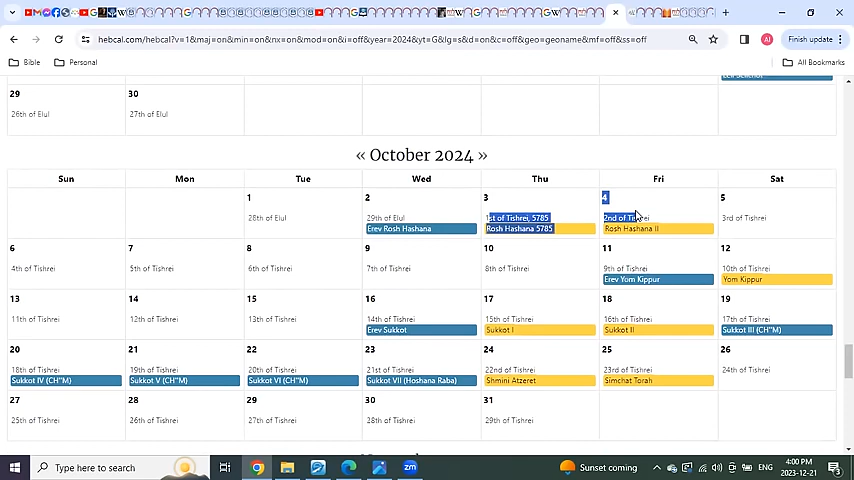 hebcal.com/hebcal?v=1&maj=on&min=on&nx=on&mod=on&i=off&year=2024&yt=G&lg=s&d=on&c=off&geo=geoname&mf=off&ss=off
AI
Finish update
Bible
Personal
All Bookmarks
29
30
26th of Elul
27th of Elul
« October 2024 »
Sun Mon Tue Wed Thu Fri Sat
1 2 3 4 5
28th of Elul 29th of Elul 1st of Tishrei, 5785 2nd of Tishrei 3rd of Tishrei
Erev Rosh Hashana Rosh Hashana 5785 Rosh Hashana II
6 7 8 9 10 11 12
4th of Tishrei 5th of Tishrei 6th of Tishrei 7th of Tishrei 8th of Tishrei 9th of Tishrei 10th of Tishrei
Erev Yom Kippur Yom Kippur
13 14 15 16 17 18 19
11th of Tishrei 12th of Tishrei 13th of Tishrei 14th of Tishrei 15th of Tishrei 16th of Tishrei 17th of Tishrei
Erev Sukkot Sukkot I Sukkot II Sukkot III (CH''M)
20 21 22 23 24 25 26
18th of Tishrei 19th of Tishrei 20th of Tishrei 21st of Tishrei 22nd of Tishrei 23rd of Tishrei 24th of Tishrei
Sukkot IV (CH''M) Sukkot V (CH''M) Sukkot VI (CH''M) Sukkot VII (Hoshana Raba) Shmini Atzeret Simchat Torah
27 28 29 30 31
25th of Tishrei 26th of Tishrei 27th of Tishrei 28th of Tishrei 29th of Tishrei
Type here to search
zm
Sunset coming
ENG
4:00 PM
2023-12-21
3